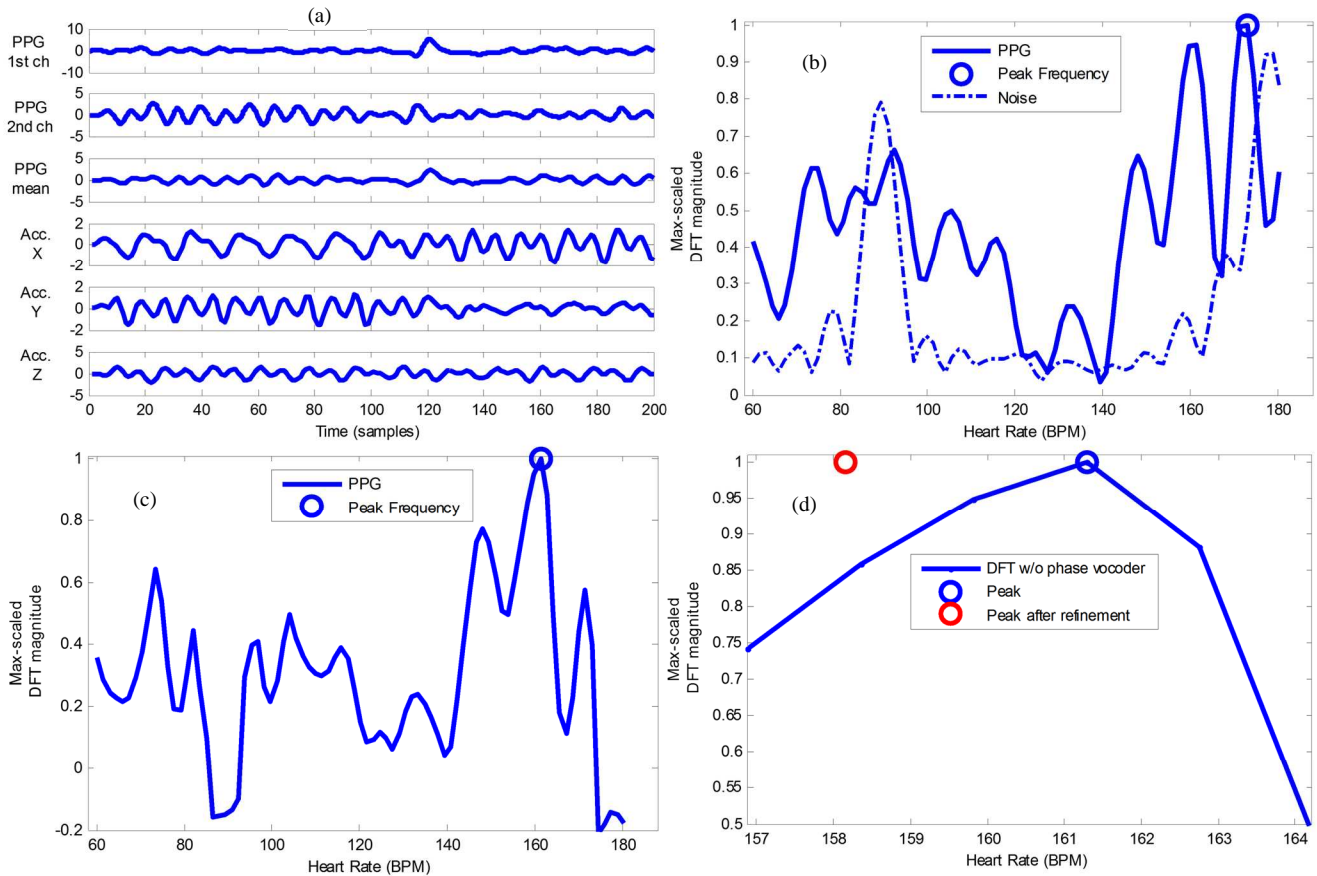 (a)
PPG
1st ch
10
0
-10
PPG
2nd ch
5
0
-5
PPG
mean
5
0
-5
Acc.
X
2
0
-2
Acc.
Y
2
0
-2
Acc.
Z
5
0
-5
0 20 40 60 80 100 120 140 160 180 200
Time (samples)
(b)
PPG
Peak Frequency
Noise
Max-scaled
DFT magnitude
1
0.9
0.8
0.7
0.6
0.5
0.4
0.3
0.2
0.1
0
60 80 100 120 140 160 180
Heart Rate (BPM)
(c)
PPG
Peak Frequency
Max-scaled
DFT magnitude
1
0.8
0.6
0.4
0.2
0
-0.2
60 80 100 120 140 160 180
Heart Rate (BPM)
(d)
DFT w/o phase vocoder
Peak
Peak after refinement
Max-scaled
DFT magnitude
1
0.95
0.9
0.85
0.8
0.75
0.7
0.65
0.6
0.55
0.5
157 158 159 160 161 162 163 164
Heart Rate (BPM)